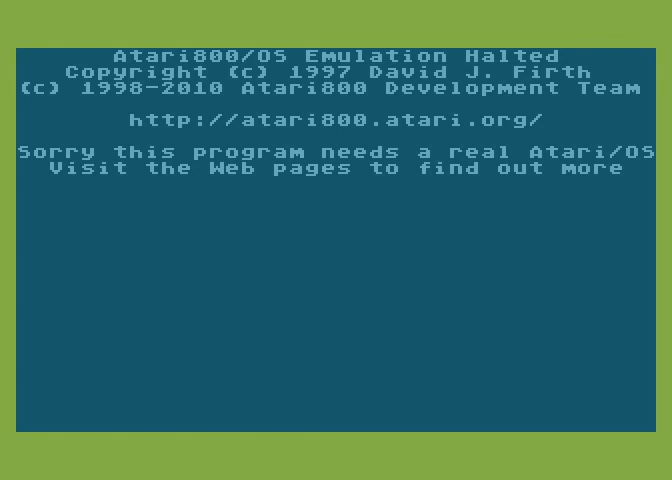 Atari800/OS Emulation Halted
Copyright (c) 1997 David J. Firth
(c) 1998-2010 Atari800 Development Team
http://atari800.atari.org/
Sorry this program needs a real Atari/OS
Visit the Web pages to find out more